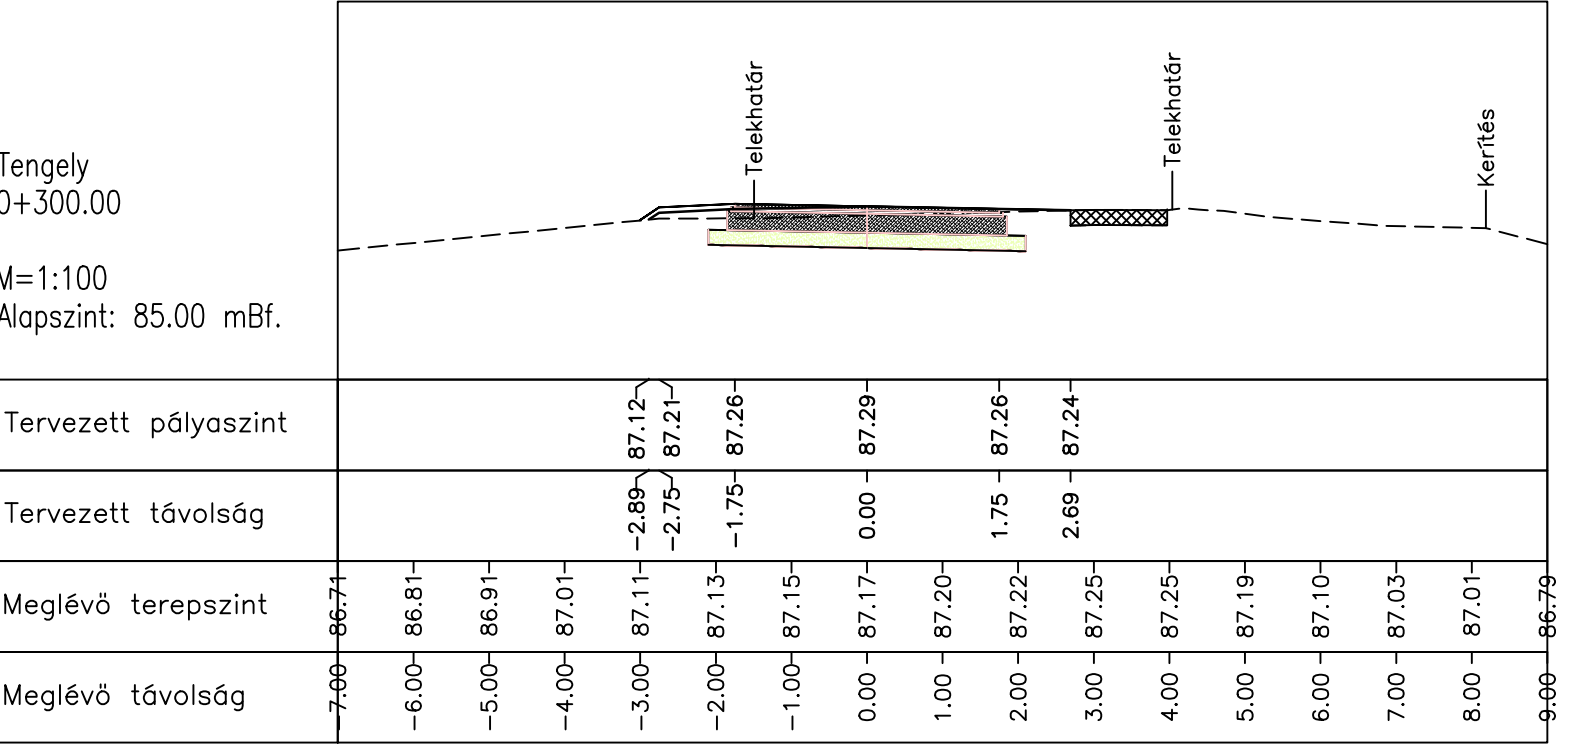 Telekhatár
Telekhatár
Kerítés
Tengely
0+300.00
M=1:100
Alapszint: 85.00 mBf.
Tervezett pályaszint 87.12 87.21 87.26 87.29 87.26 87.24
Tervezett távolság -2.89 -2.75 -1.75 0.00 1.75 2.69
Meglévő terepszint 86.71 86.81 86.91 87.01 87.11 87.13 87.15 87.17 87.20 87.22 87.25 87.25 87.19 87.10 87.03 87.01 86.79
Meglévő távolság -7.00 -6.00 -5.00 -4.00 -3.00 -2.00 -1.00 0.00 1.00 2.00 3.00 4.00 5.00 6.00 7.00 8.00 9.00